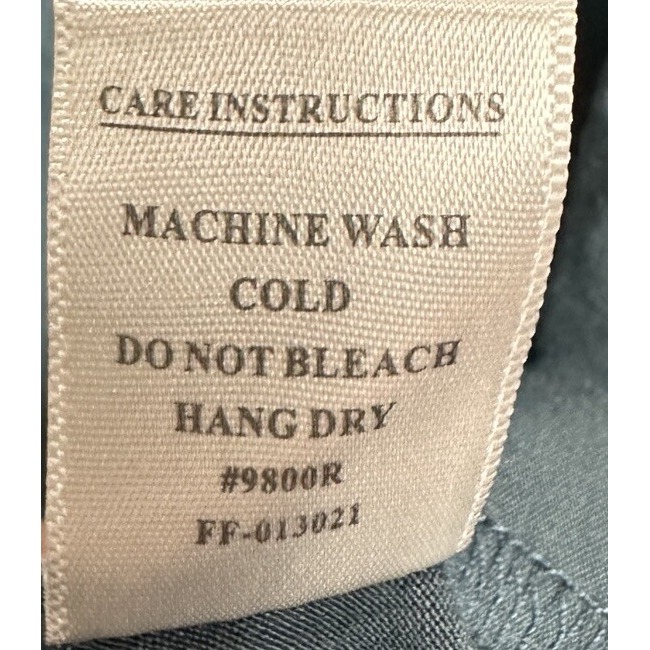 CARE INSTRUCTIONS
MACHINE WASH
COLD
DO NOT BLEACH
HANG DRY
#9800R
FF-013021